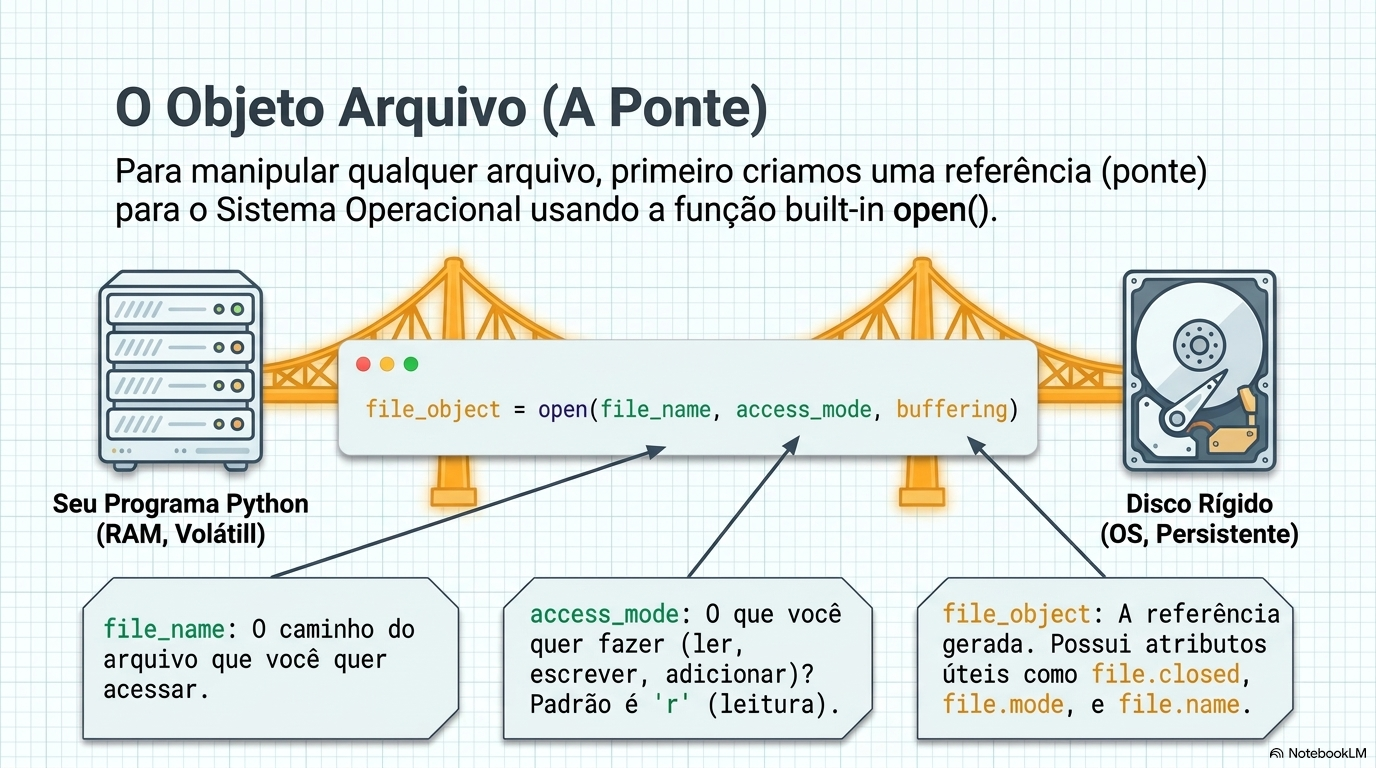 O Objeto Arquivo (A Ponte)
Para manipular qualquer arquivo, primeiro criamos uma referência (ponte)
para o Sistema Operacional usando a função built-in open().
file_object = open(file_name, access_mode, buffering)
Seu Programa Python
(RAM, Volátill)
Disco Rígido
(OS, Persistente)
file_name: O caminho do
arquivo que você quer
acessar.
access_mode: O que você
quer fazer (ler,
escrever, adicionar)?
Padrão é 'r' (leitura).
file_object: A referência
gerada. Possui atributos
úteis como file.closed,
file.mode, e file.name.
NotebookLM